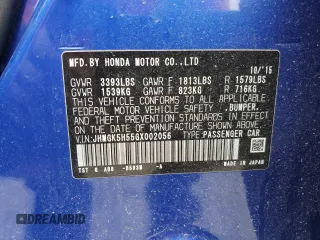 MFD.BY HONDA MOTOR CO.,LTD.
10/'15
GVWR 3393LBS GAWR F 1813LBS R 1579LBS
GVWR 1539KG GAWR F 823KG R 716KG
THIS VEHICLE CONFORMS TO ALL APPLICABLE
FEDERAL MOTOR VEHICLE SAFETY, BUMPER,
AND THEFT PREVENTION STANDARDS IN EFFECT
ON THE DATE OF MANUFACTURE SHOWN ABOVE.
V.I.N:JHMGK5H55GX002056 TYPE:PASSENGER CAR
MADE IN JAPAN
AMERBID